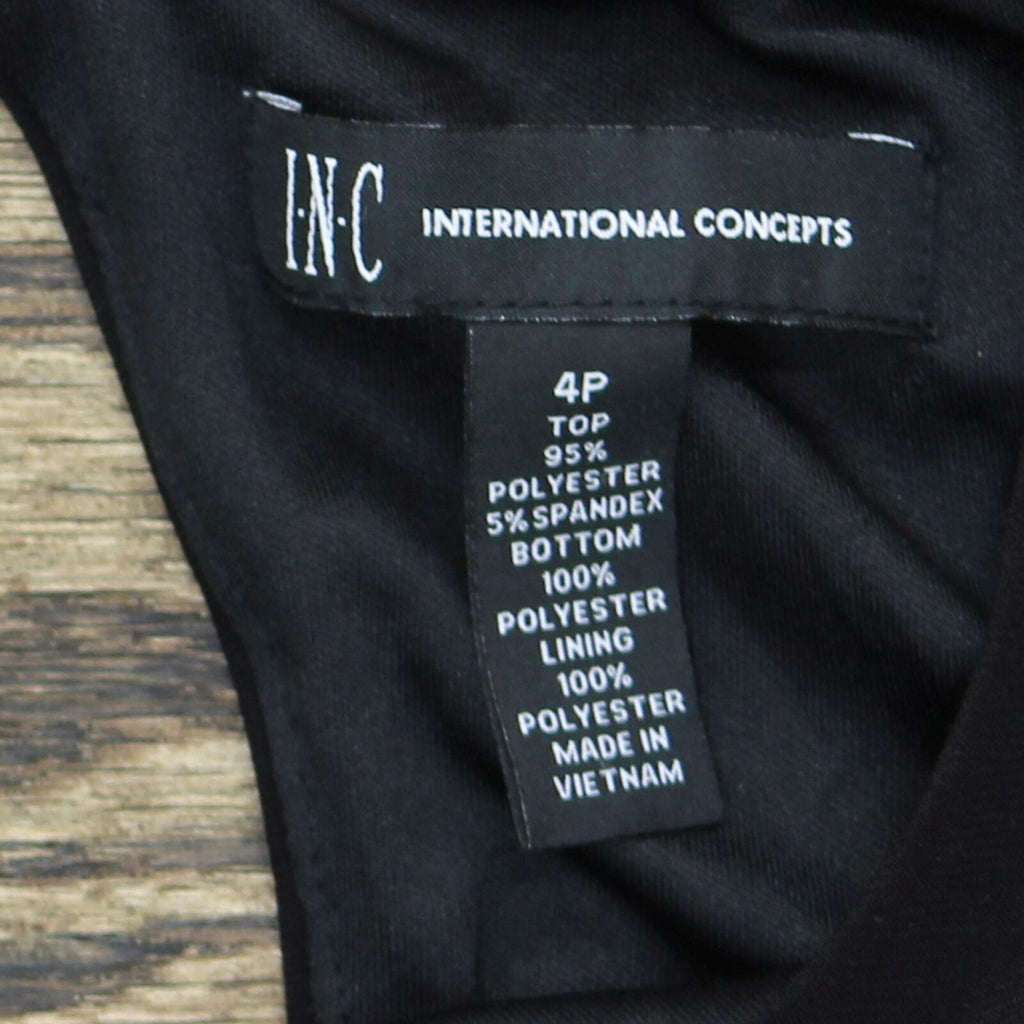 I·N·C INTERNATIONAL CONCEPTS
4P
TOP
95%
POLYESTER
5% SPANDEX
BOTTOM
100%
POLYESTER
LINING
100%
POLYESTER
MADE IN
VIETNAM